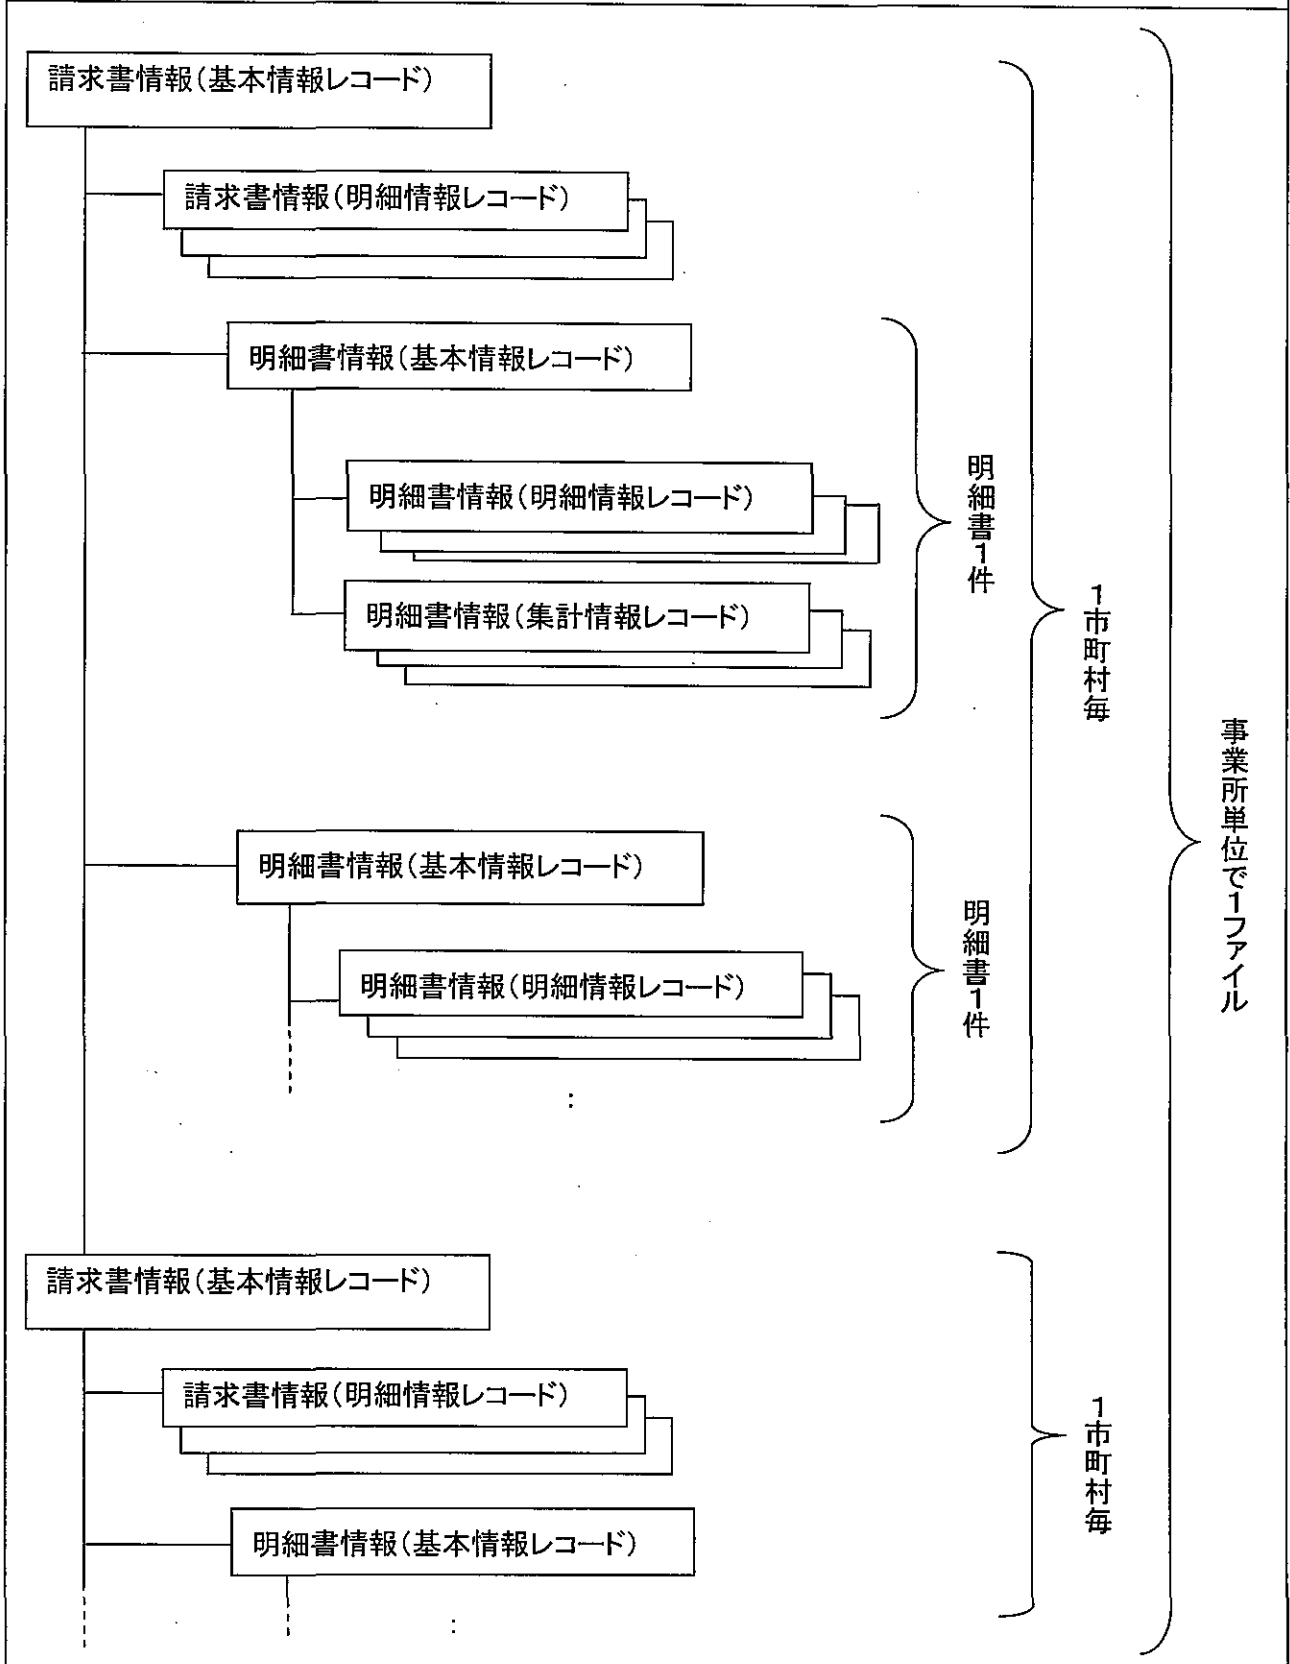 請求書情報(基本情報レコード)
請求書情報(明細情報レコード)
明細書情報(基本情報レコード)
明細書情報(明細情報レコード)
明細書情報(集計情報レコード)
明細書1件
1市町村毎
事業所単位で1ファイル
明細書情報(基本情報レコード)
明細書情報(明細情報レコード)
:
明細書1件
請求書情報(基本情報レコード)
請求書情報(明細情報レコード)
明細書情報(基本情報レコード)
:
1市町村毎